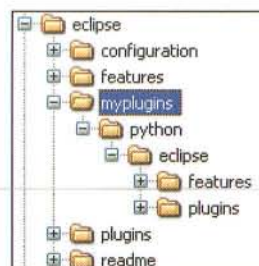 eclipse
configuration
features
myplugins
python
eclipse
features
plugins
plugins
readme